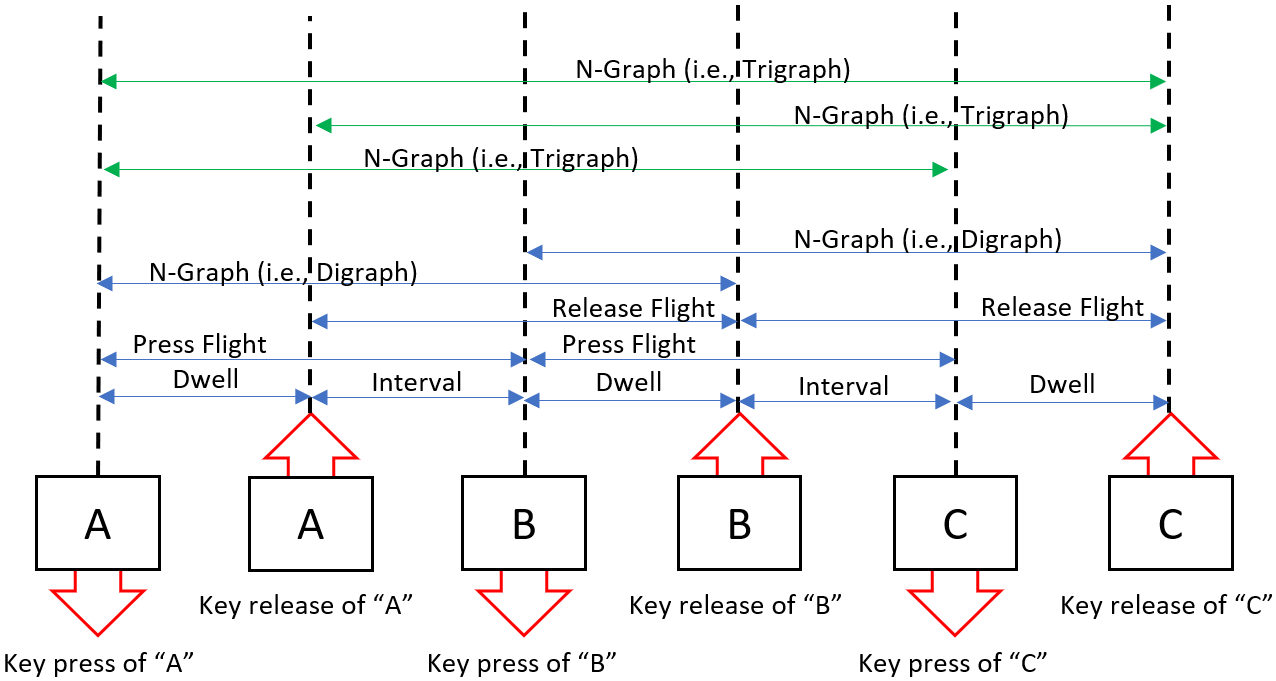 N-Graph (i.e., Trigraph)
N-Graph (i.e., Trigraph)
N-Graph (i.e., Trigraph)
N-Graph (i.e., Digraph)
N-Graph (i.e., Digraph)
Release Flight Release Flight
Press Flight Press Flight
Dwell Interval Dwell Interval Dwell
A A B B C C
Key release of “A” Key release of “B” Key release of “C”
Key press of “A” Key press of “B” Key press of “C”